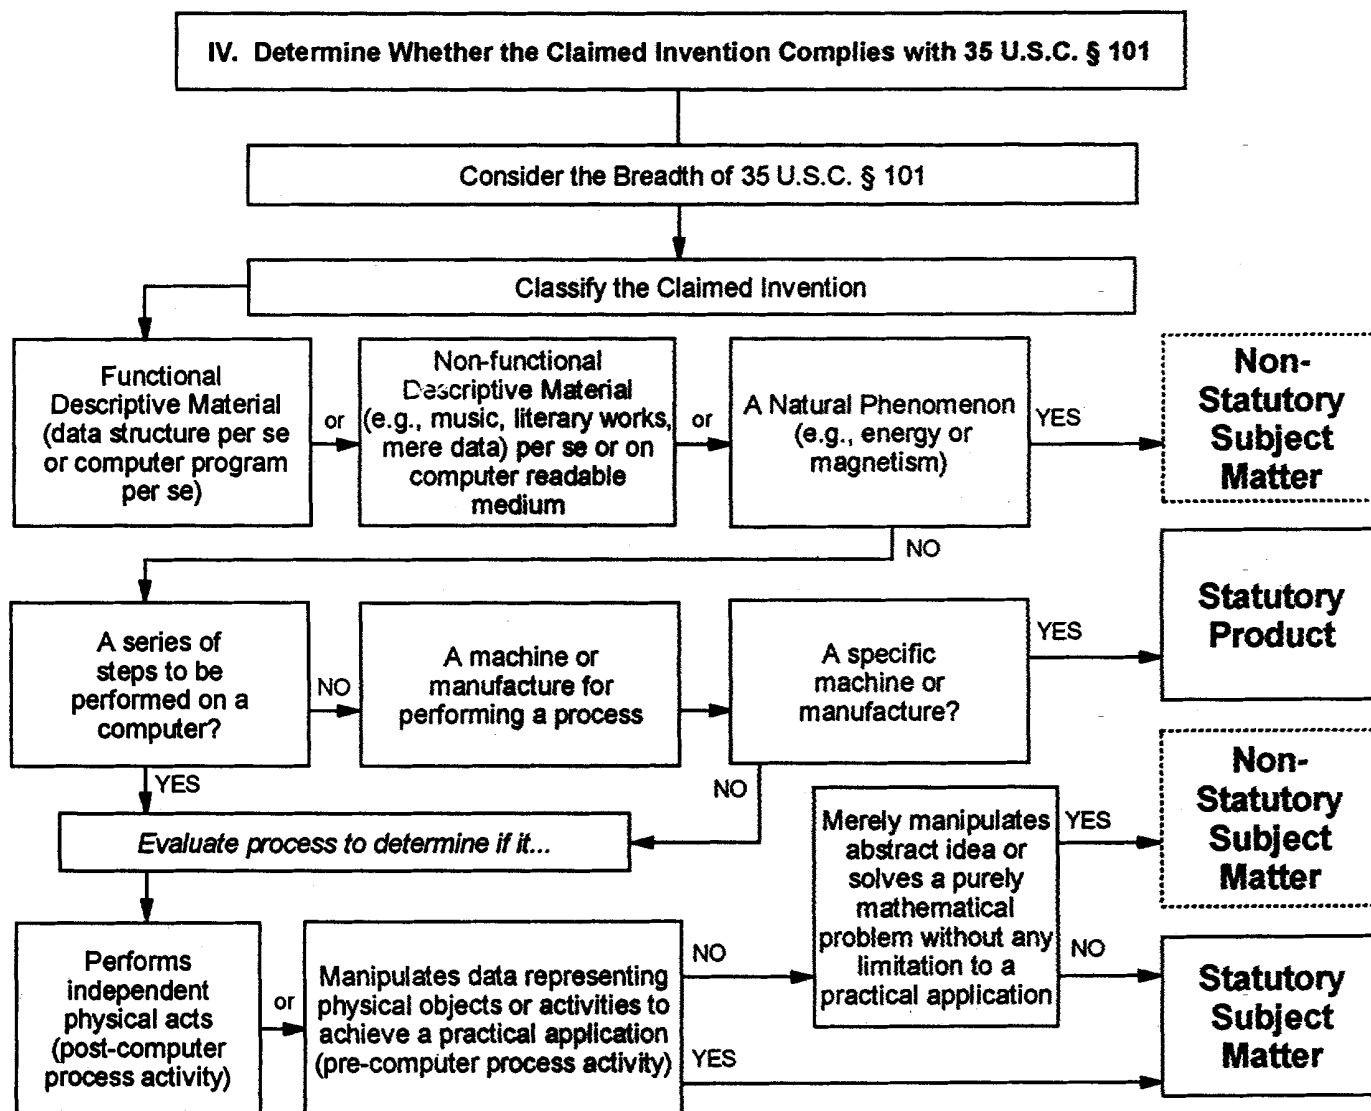 IV. Determine Whether the Claimed Invention Complies with 35 U.S.C. § 101
Consider the Breadth of 35 U.S.C. § 101
Classify the Claimed Invention
Functional
Descriptive Material
(data structure per se
or computer program
per se)
or
Non-functional
Descriptive Material
(e.g., music, literary works,
mere data) per se or on
computer readable
medium
or
A Natural Phenomenon
(e.g., energy or
magnetism)
YES
Non-
Statutory
Subject
Matter
NO
A series of
steps to be
performed on a
computer?
NO
A machine or
manufacture for
performing a process
A specific
machine or
manufacture?
YES
Statutory
Product
YES
NO
Evaluate process to determine if it...
Merely manipulates
abstract idea or
solves a purely
mathematical
problem without any
limitation to a
practical application
YES
Non-
Statutory
Subject
Matter
Performs
independent
physical acts
(post-computer
process activity)
or
Manipulates data representing
physical objects or activities to
achieve a practical application
(pre-computer process activity)
NO
NO
YES
Statutory
Subject
Matter